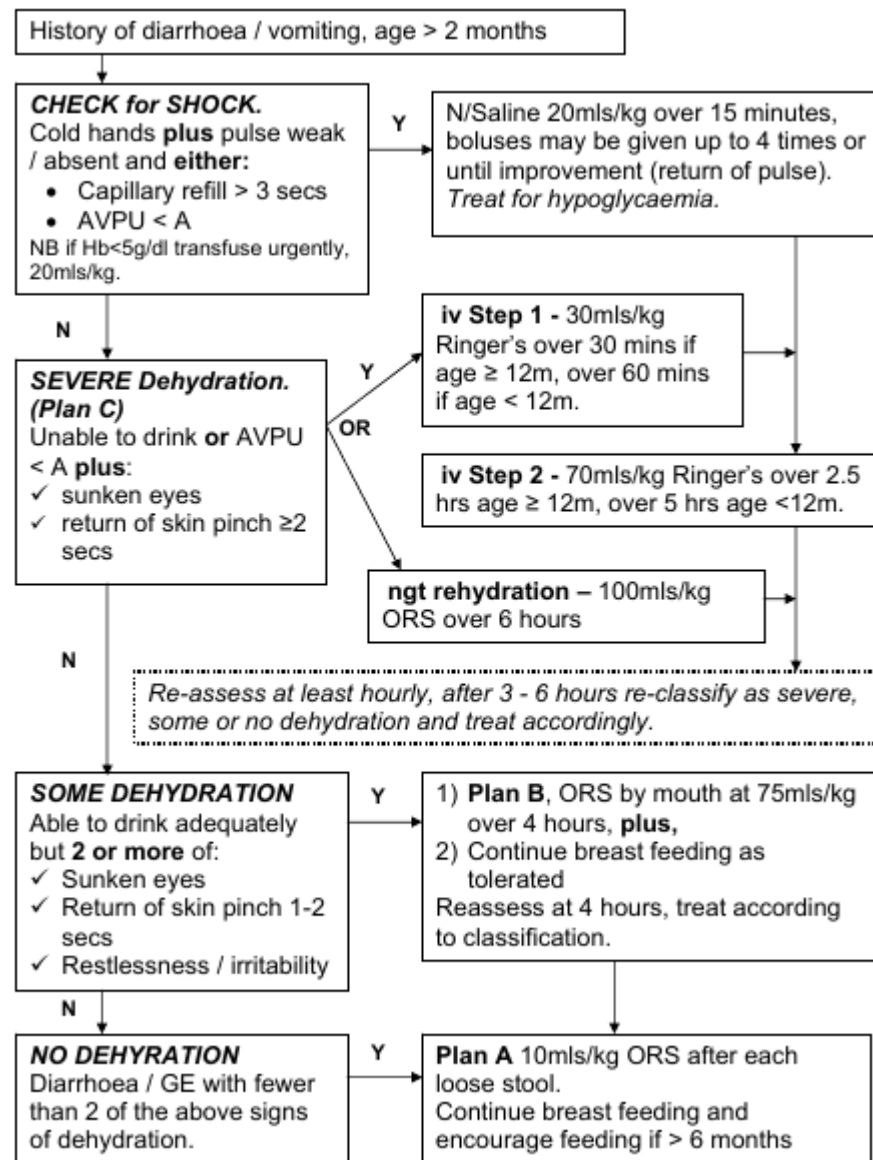 History of diarrhoea / vomiting, age > 2 months
CHECK for SHOCK.
Cold hands plus pulse weak
/ absent and either:
• Capillary refill > 3 secs
• AVPU < A
NB if Hb<5g/dl transfuse urgently,
20mls/kg.
Y
N/Saline 20mls/kg over 15 minutes,
boluses may be given up to 4 times or
until improvement (return of pulse).
Treat for hypoglycaemia.
N
SEVERE Dehydration.
(Plan C)
Unable to drink or AVPU
< A plus:
✓ sunken eyes
✓ return of skin pinch ≥2
secs
Y
OR
iv Step 1 - 30mls/kg
Ringer's over 30 mins if
age ≥ 12m, over 60 mins
if age < 12m.
iv Step 2 - 70mls/kg Ringer's over 2.5
hrs age ≥ 12m, over 5 hrs age <12m.
ngt rehydration – 100mls/kg
ORS over 6 hours
N
Re-assess at least hourly, after 3 - 6 hours re-classify as severe,
some or no dehydration and treat accordingly.
SOME DEHYDRATION
Able to drink adequately
but 2 or more of:
✓ Sunken eyes
✓ Return of skin pinch 1-2
secs
✓ Restlessness / irritability
Y
1) Plan B, ORS by mouth at 75mls/kg
over 4 hours, plus,
2) Continue breast feeding as
tolerated
Reassess at 4 hours, treat according
to classification.
N
NO DEHYRATION
Diarrhoea / GE with fewer
than 2 of the above signs
of dehydration.
Y
Plan A 10mls/kg ORS after each
loose stool.
Continue breast feeding and
encourage feeding if > 6 months